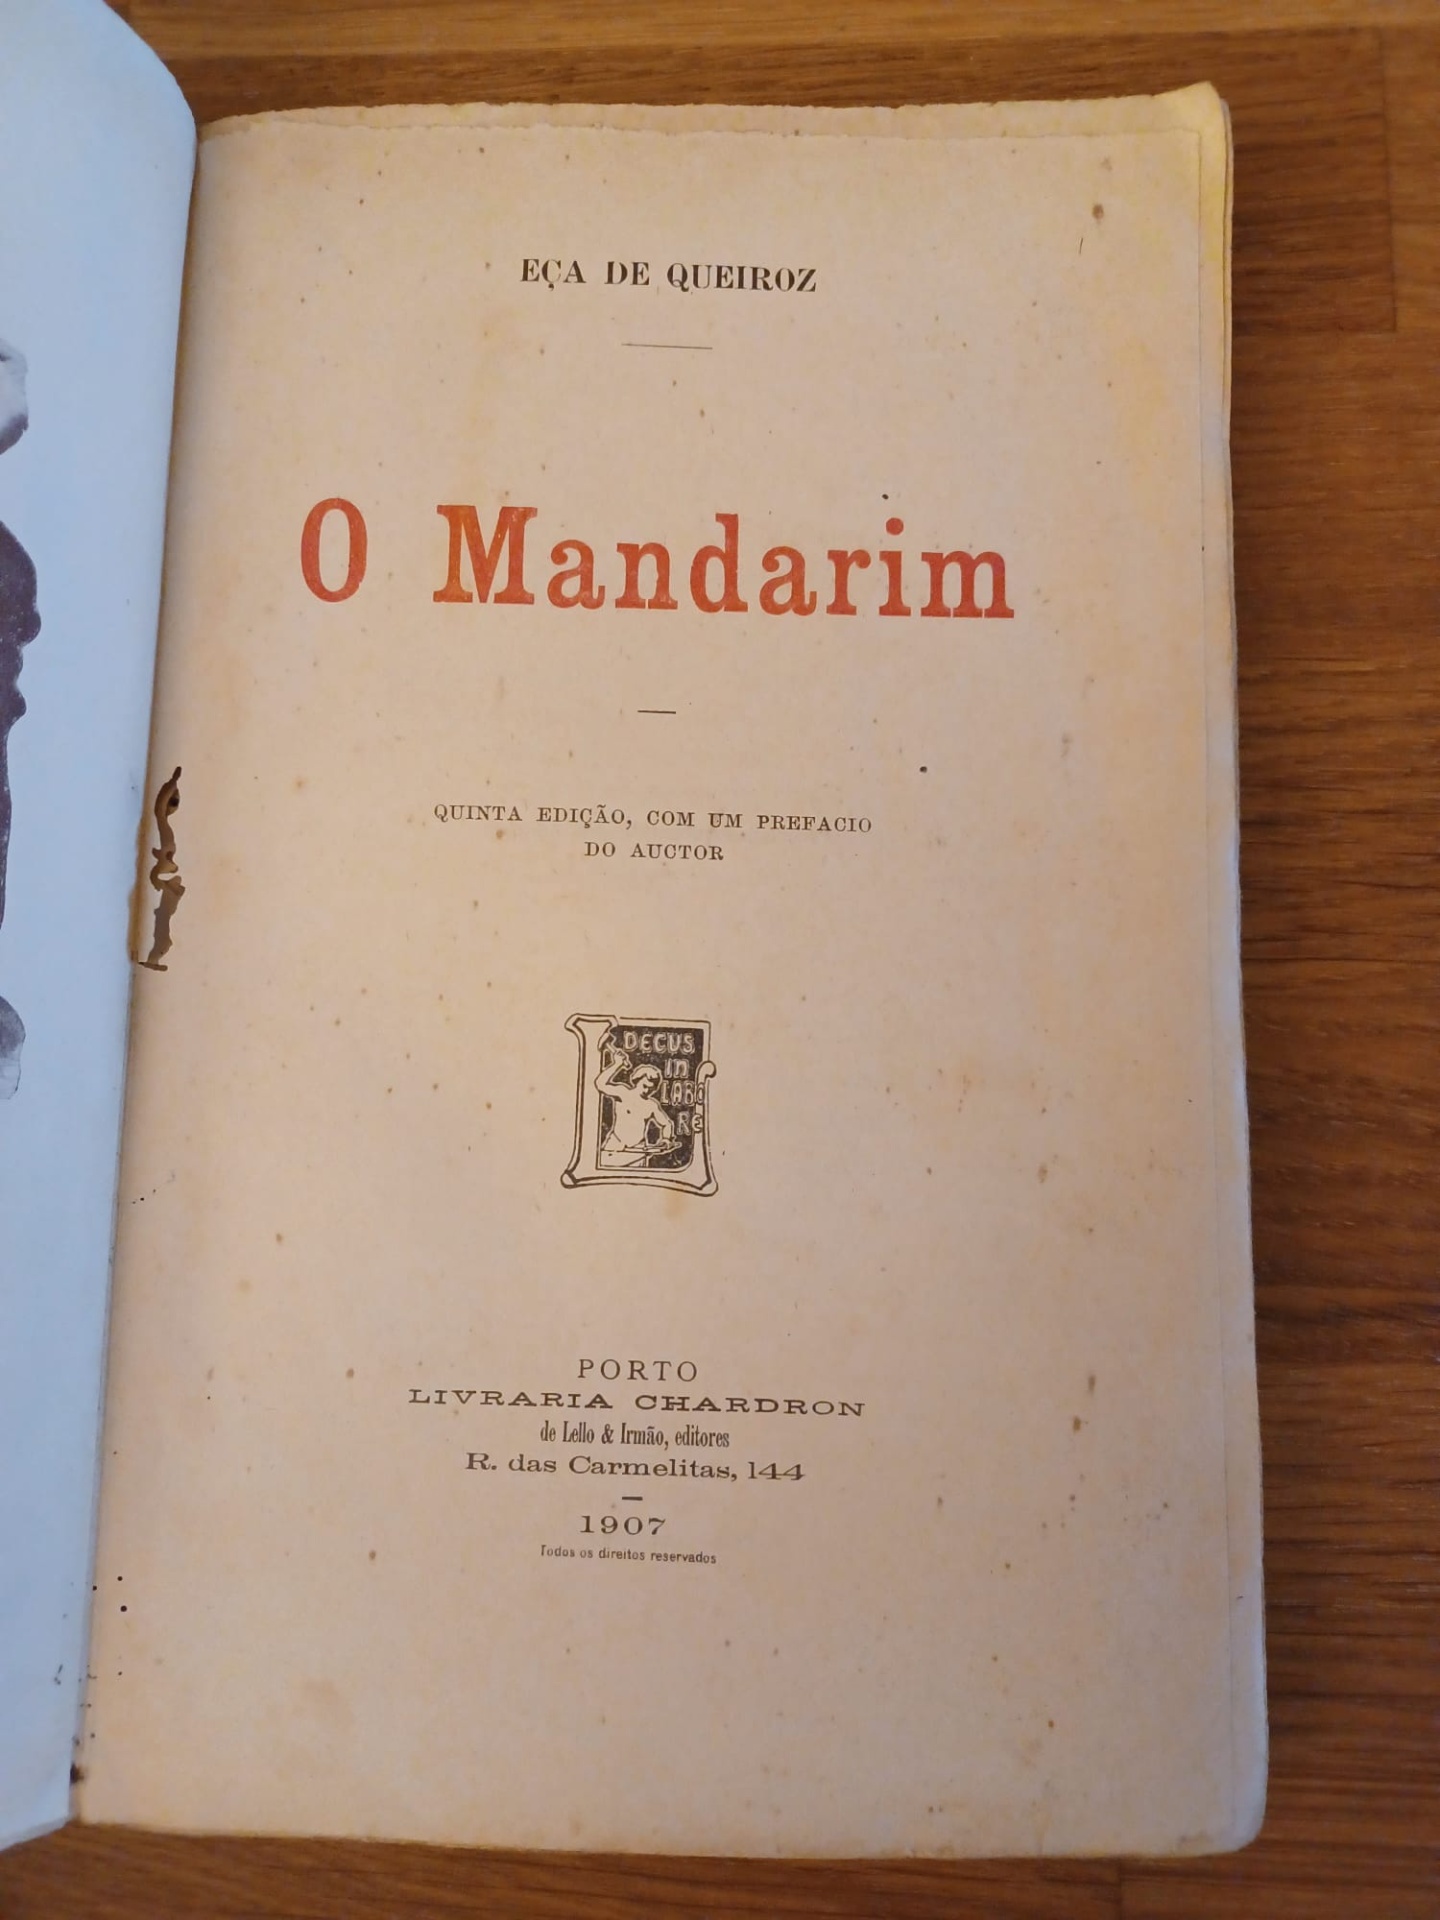 EÇA DE QUEIROZ
O Mandarim
QUINTA EDIÇÃO, COM UM PREFACIO
DO AUCTOR
DECUS
in
LABO
RE
PORTO
LIVRARIA CHARDRON
de Lello & Irmão, editores
R. das Carmelitas, 144
1907
Todos os direitos reservados